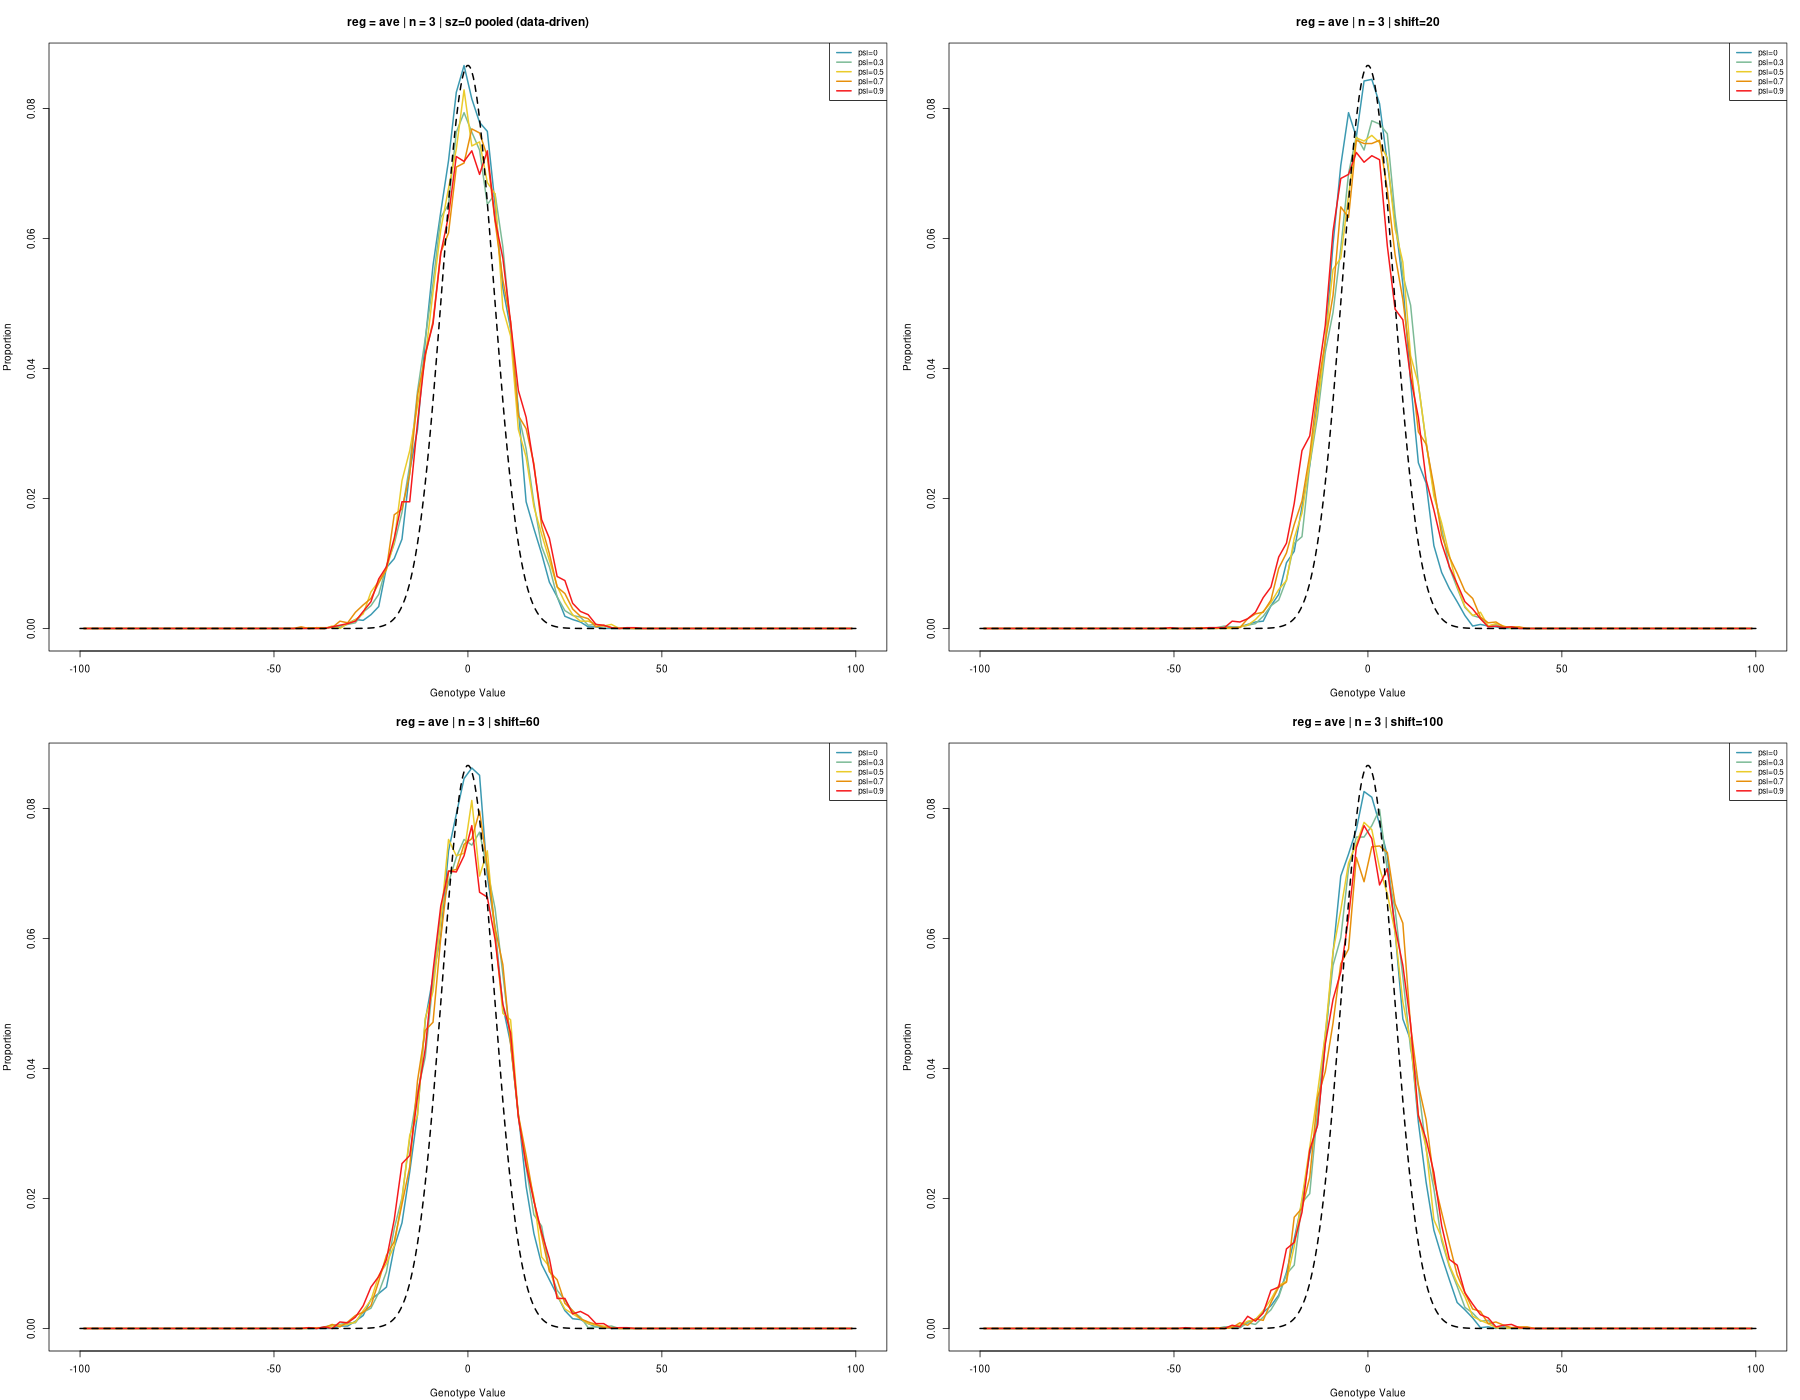 reg = ave | n = 3 | sz=0 pooled (data-driven)
psi=0
psi=0.3
psi=0.5
psi=0.7
psi=0.9
Proportion
0.00
0.02
0.04
0.06
0.08
-100
-50
0
50
100
Genotype Value
reg = ave | n = 3 | shift=20
psi=0
psi=0.3
psi=0.5
psi=0.7
psi=0.9
Proportion
0.00
0.02
0.04
0.06
0.08
-100
-50
0
50
100
Genotype Value
reg = ave | n = 3 | shift=60
psi=0
psi=0.3
psi=0.5
psi=0.7
psi=0.9
Proportion
0.00
0.02
0.04
0.06
0.08
-100
-50
0
50
100
Genotype Value
reg = ave | n = 3 | shift=100
psi=0
psi=0.3
psi=0.5
psi=0.7
psi=0.9
Proportion
0.00
0.02
0.04
0.06
0.08
-100
-50
0
50
100
Genotype Value